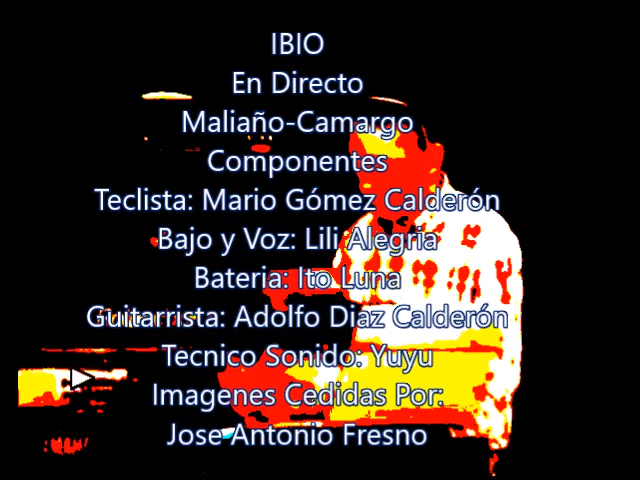 IBIO
En Directo
Maliaño-Camargo
Componentes
Teclista: Mario Gómez Calderón
Bajo y Voz: Lili Alegria
Bateria: Ito Luna
Guitarrista: Adolfo Diaz Calderón
Tecnico Sonido: Yuyu
Imagenes Cedidas Por:
Jose Antonio Fresno